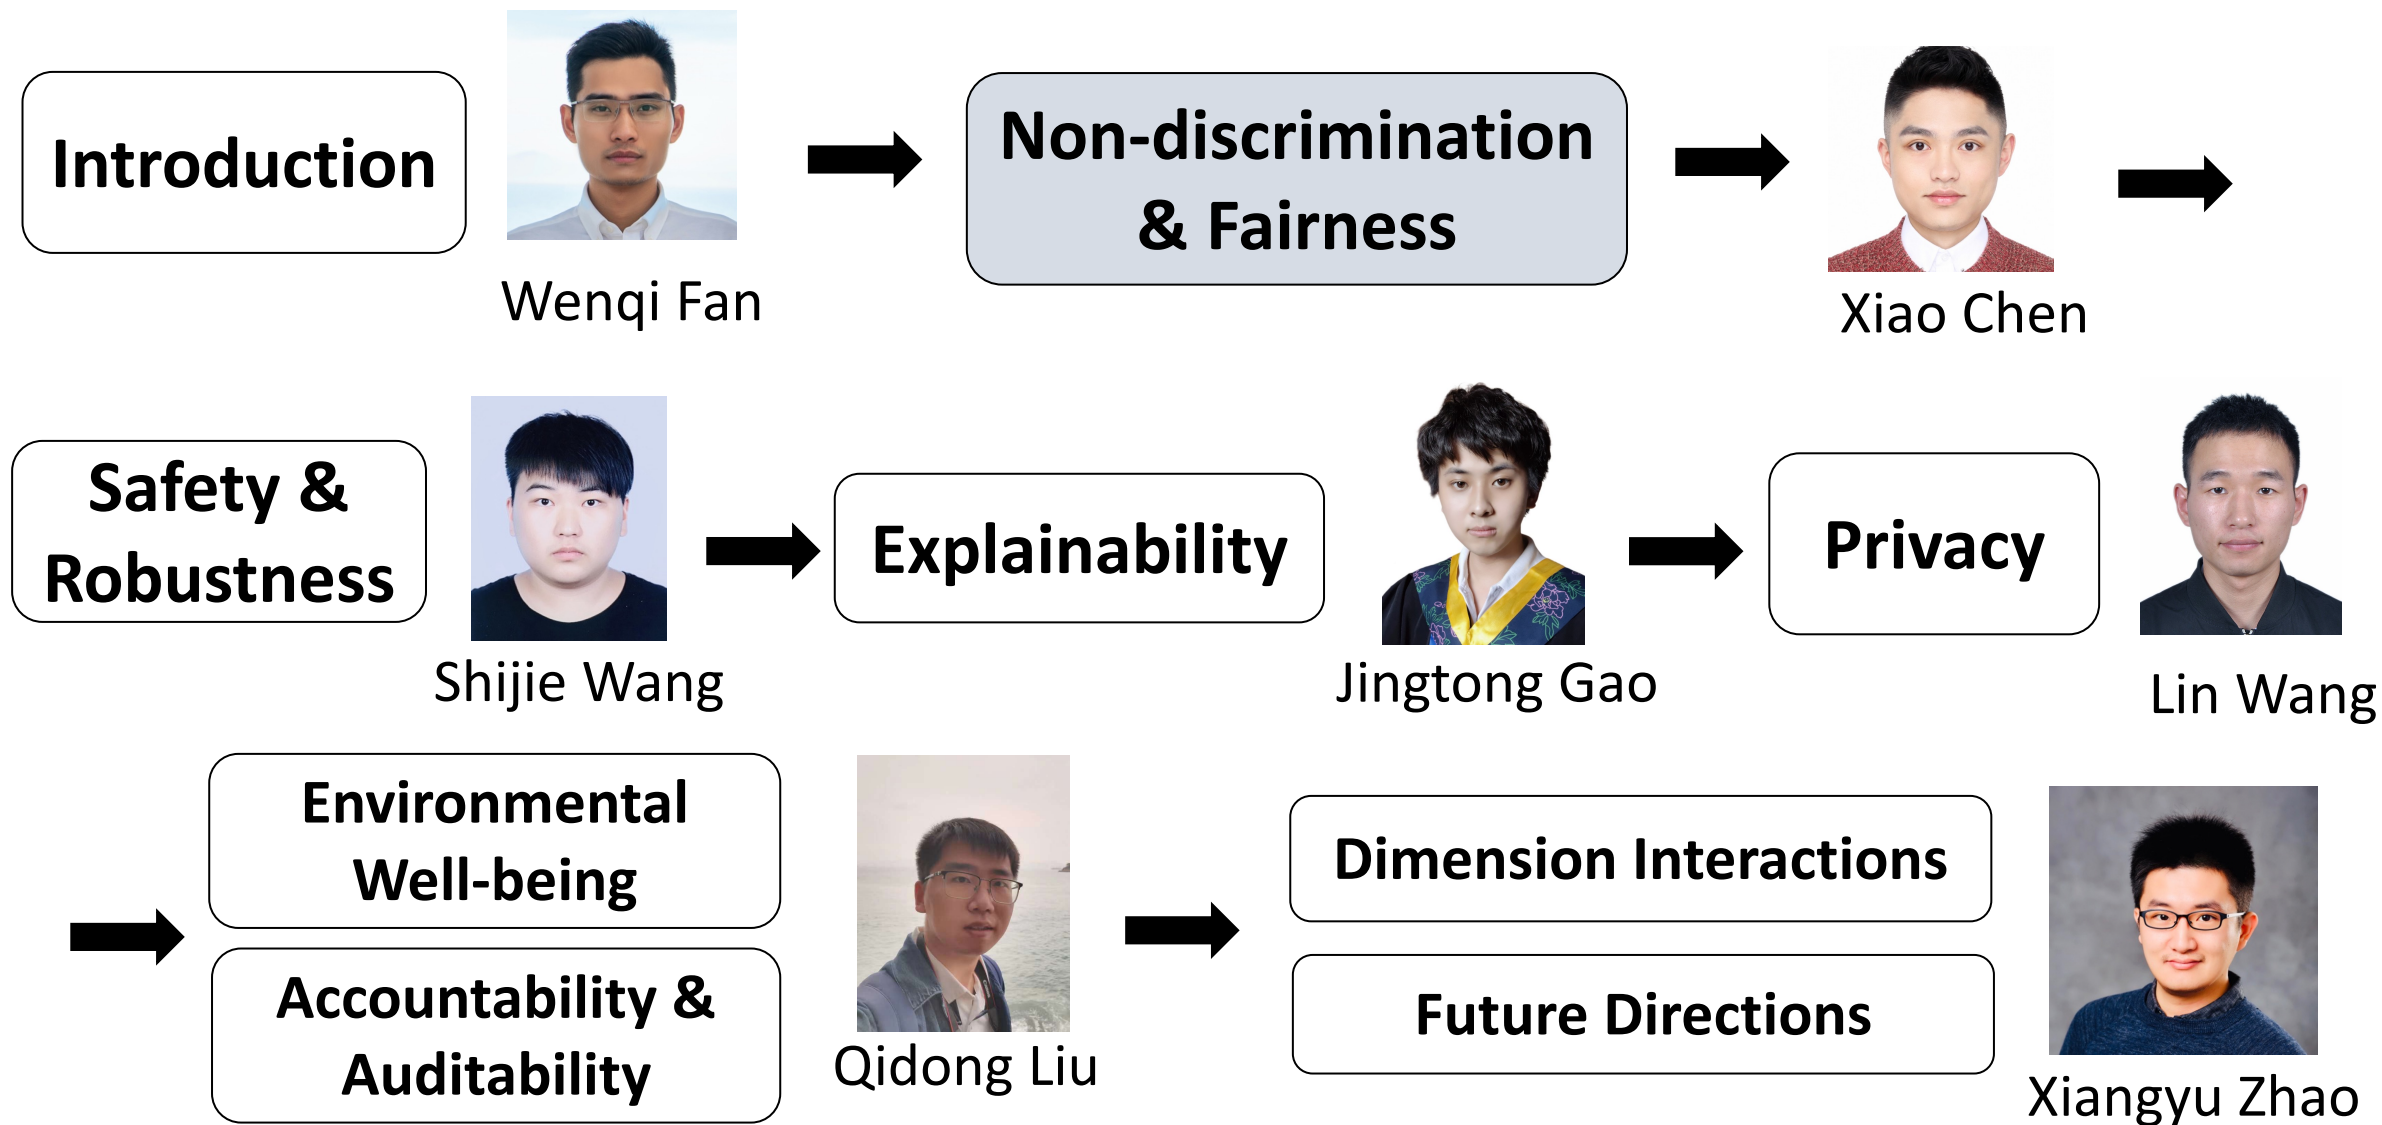 Introduction
Wenqi Fan
Non-discrimination
& Fairness
Xiao Chen
Safety &
Robustness
Shijie Wang
Explainability
Jingtong Gao
Privacy
Lin Wang
Environmental
Well-being
Accountability &
Auditability
Qidong Liu
Dimension Interactions
Future Directions
Xiangyu Zhao